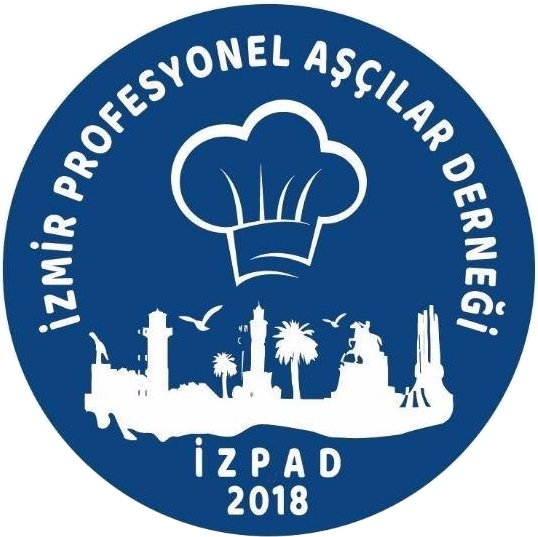 İZMİR PROFESYONEL AŞÇILAR DERNEĞİ
İZPAD
2018